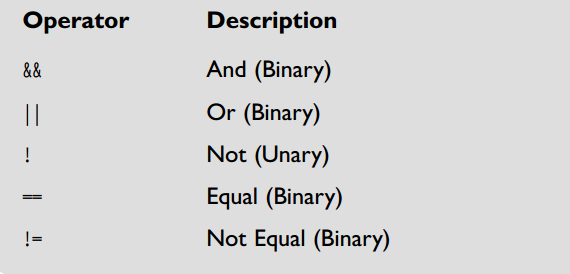 Operator Description
&& And (Binary)
|| Or (Binary)
! Not (Unary)
== Equal (Binary)
!= Not Equal (Binary)